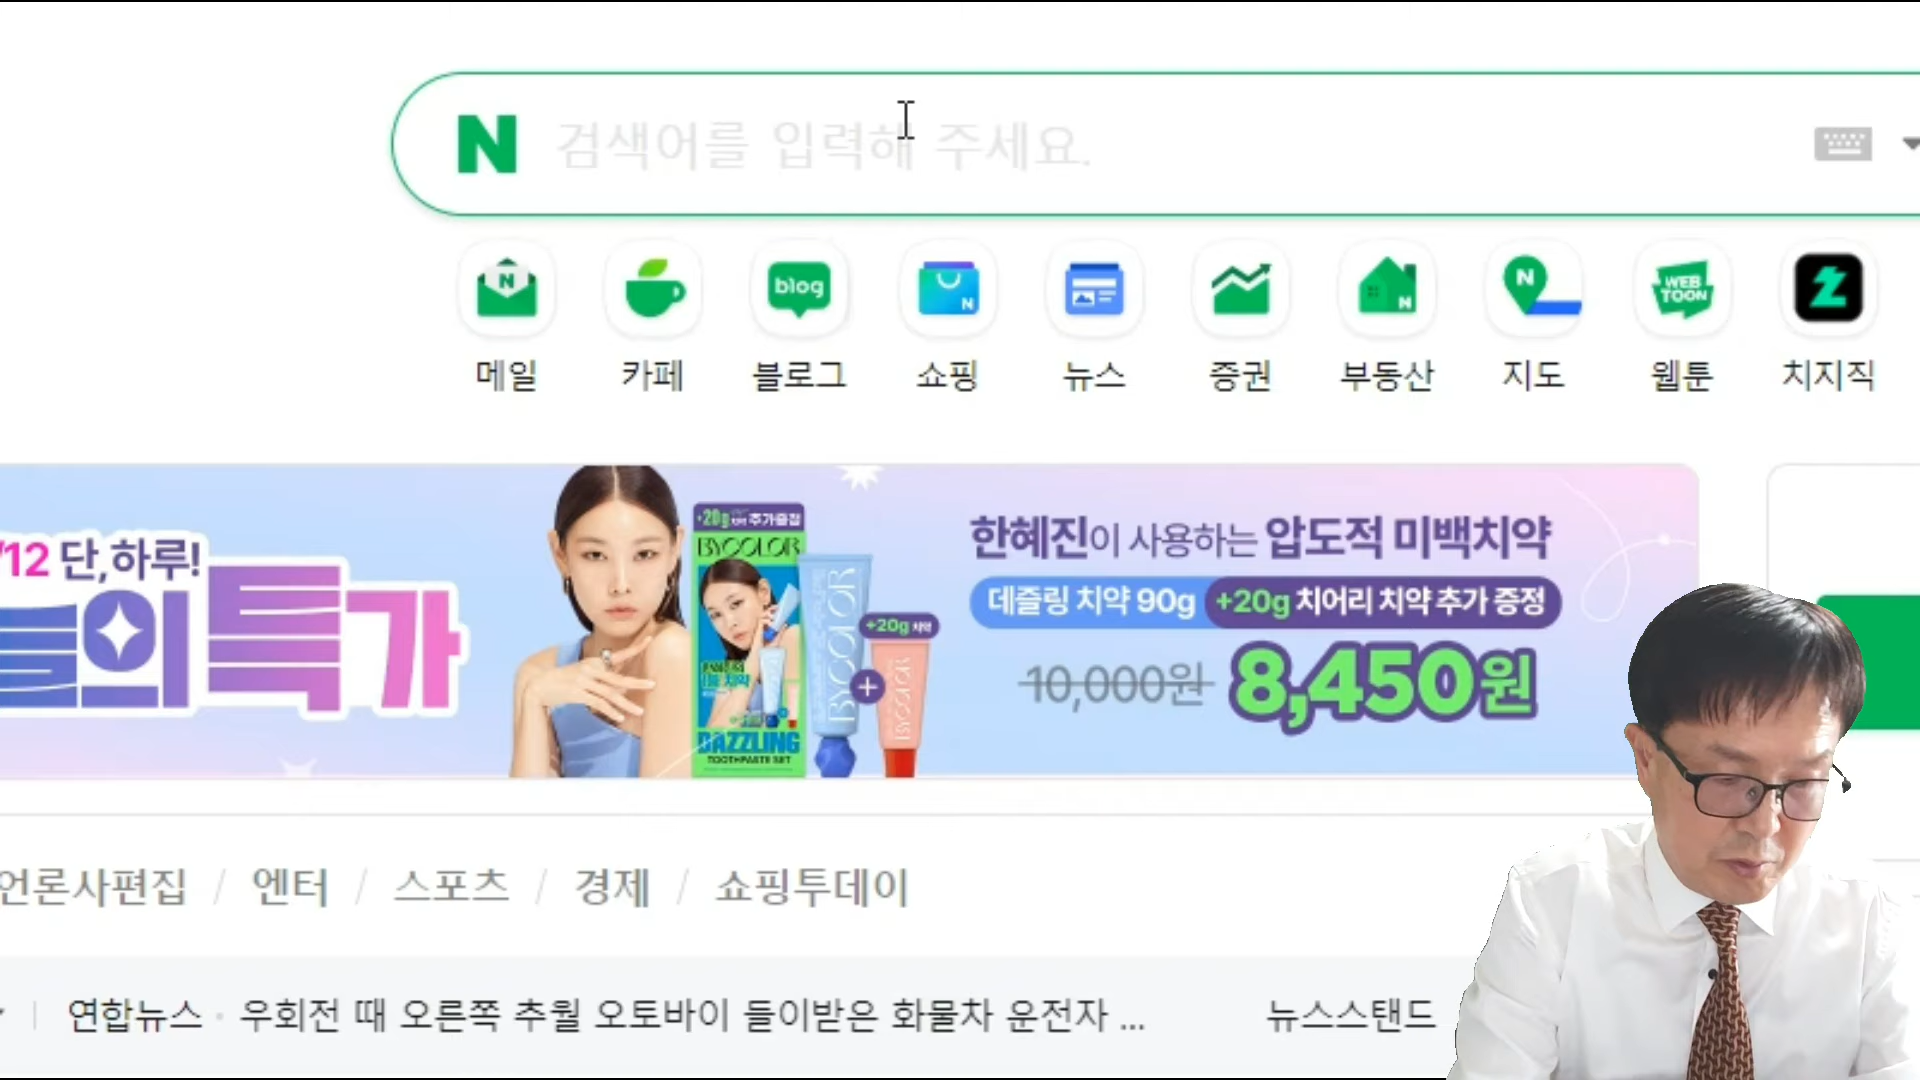 N 검색어를 입력해 주세요.
N
blog
N
N
N
WEB
TOON
메일 카페 블로그 쇼핑 뉴스 증권 부동산 지도 웹툰 치지직
/12 단, 하루!
의 특가
+20g 추가증정
BYCOLOR
DAZZLING
TOOTHPASTE SET
BYCOLOR
+20g 치약
+
BYCOLOR
한혜진이 사용하는 압도적 미백치약
데즐링 치약 90g +20g 치어리 치약 추가 증정
10,000원 8,450원
언론사편집 / 엔터 / 스포츠 / 경제 / 쇼핑투데이
연합뉴스 · 우회전 때 오른쪽 추월 오토바이 들이받은 화물차 운전자 ... 뉴스스탠드